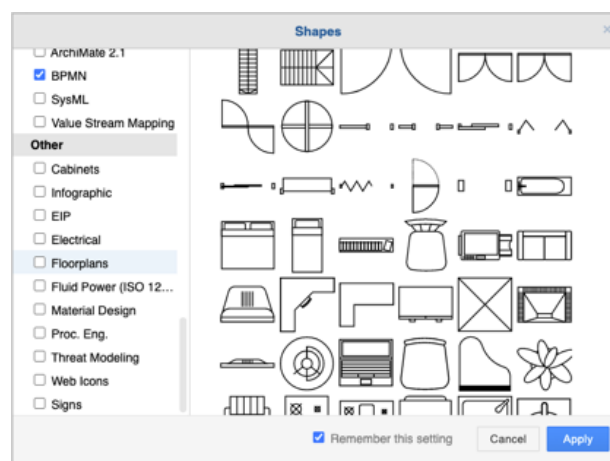 Shapes
ArchiMate 2.1
BPMN
SysML
Value Stream Mapping
Other
Cabinets
Infographic
EIP
Electrical
Floorplans
Fluid Power (ISO 12...
Material Design
Proc. Eng.
Threat Modeling
Web Icons
Signs
Remember this setting
Cancel
Apply